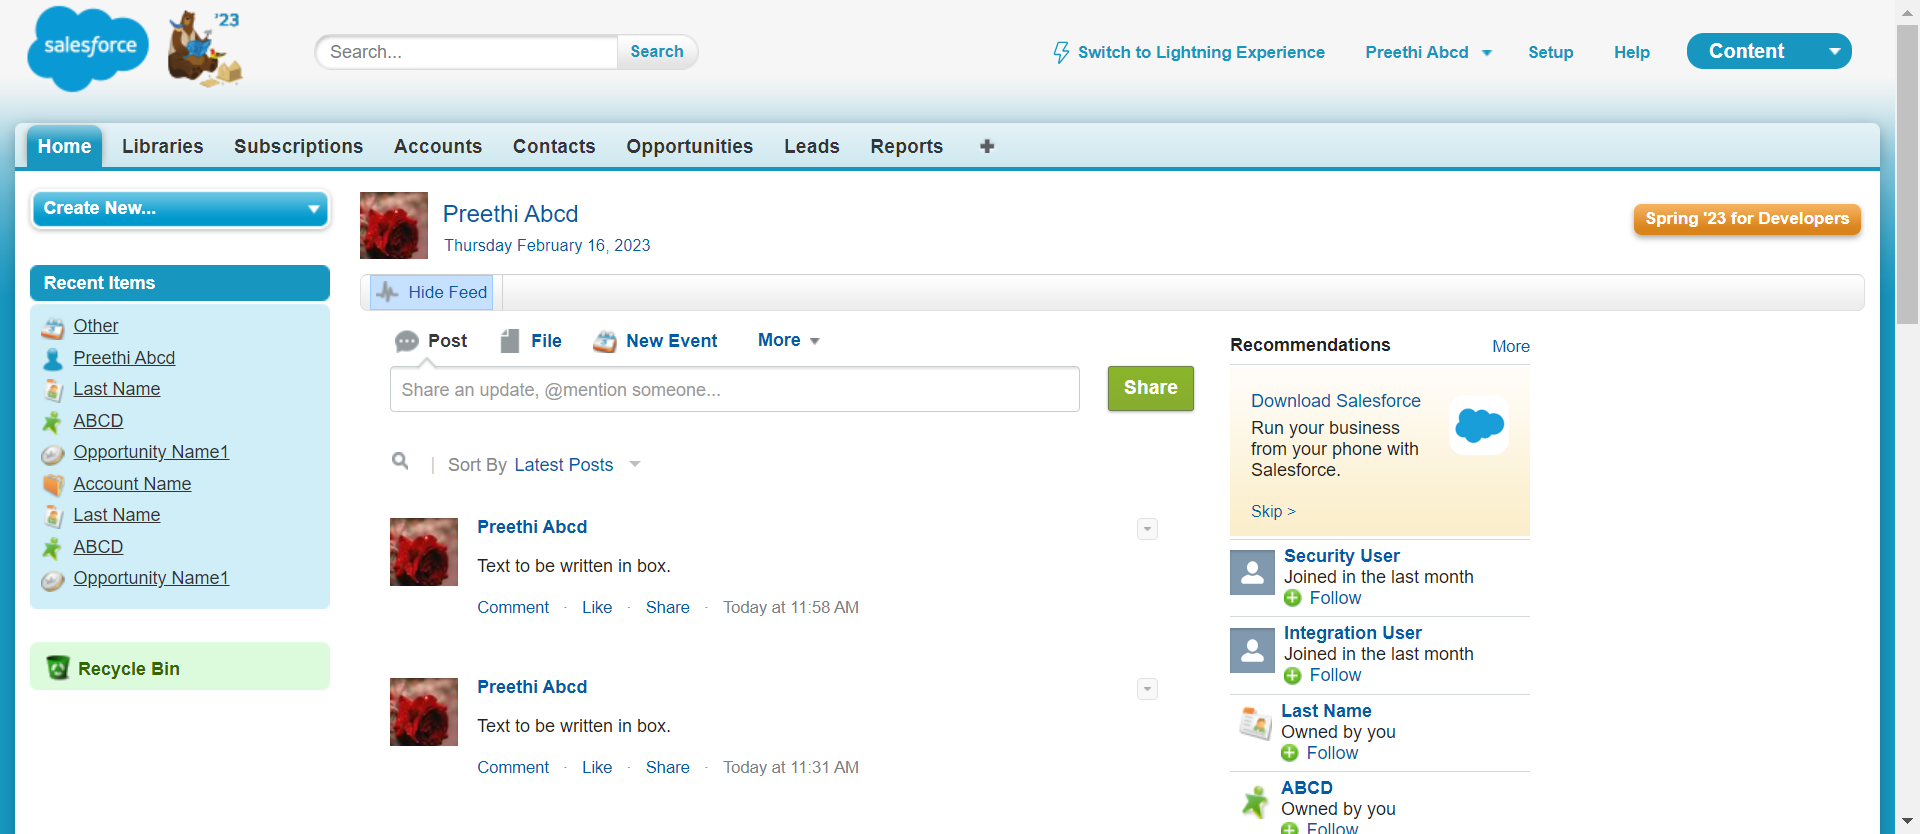 salesforce
'23
Search...
Search
Switch to Lightning Experience
Preethi Abcd
Setup
Help
Content
Home
Libraries
Subscriptions
Accounts
Contacts
Opportunities
Leads
Reports
Create New...
Recent Items
Other
Preethi Abcd
Last Name
ABCD
Opportunity Name1
Account Name
Last Name
ABCD
Opportunity Name1
Recycle Bin
Preethi Abcd
Thursday February 16, 2023
Spring '23 for Developers
Hide Feed
Post
File
New Event
More
Share an update, @mention someone...
Share
Sort By Latest Posts
Preethi Abcd
Text to be written in box.
Comment · Like · Share · Today at 11:58 AM
Preethi Abcd
Text to be written in box.
Comment · Like · Share · Today at 11:31 AM
Recommendations
More
Download Salesforce
Run your business
from your phone with
Salesforce.
Skip >
Security User
Joined in the last month
Follow
Integration User
Joined in the last month
Follow
Last Name
Owned by you
Follow
ABCD
Owned by you
Follow